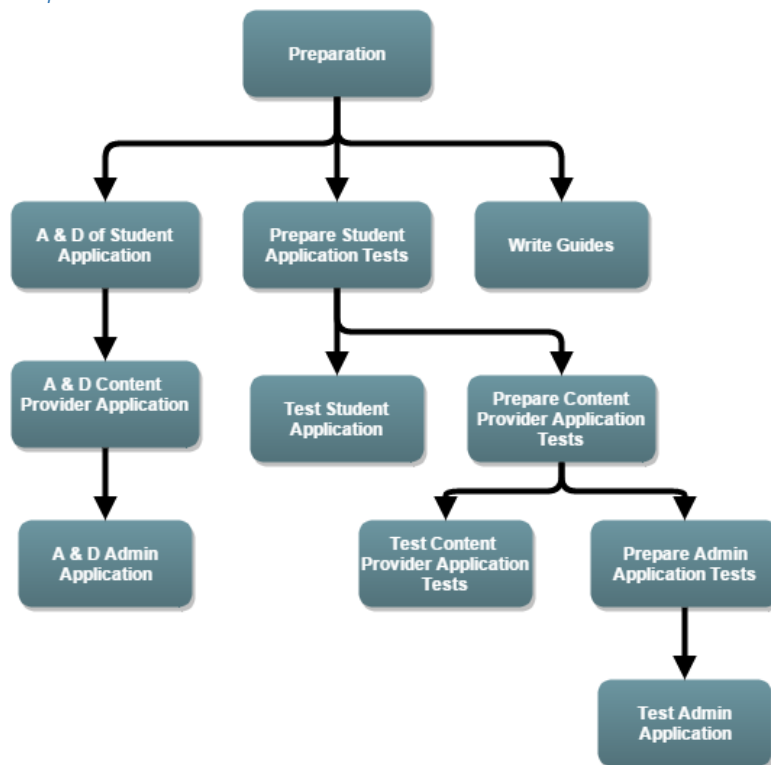 Preparation
A & D of Student
Application
Prepare Student
Application Tests
Write Guides
A & D Content
Provider Application
Test Student
Application
Prepare Content
Provider Application
Tests
A & D Admin
Application
Test Content
Provider Application
Tests
Prepare Admin
Application Tests
Test Admin
Application